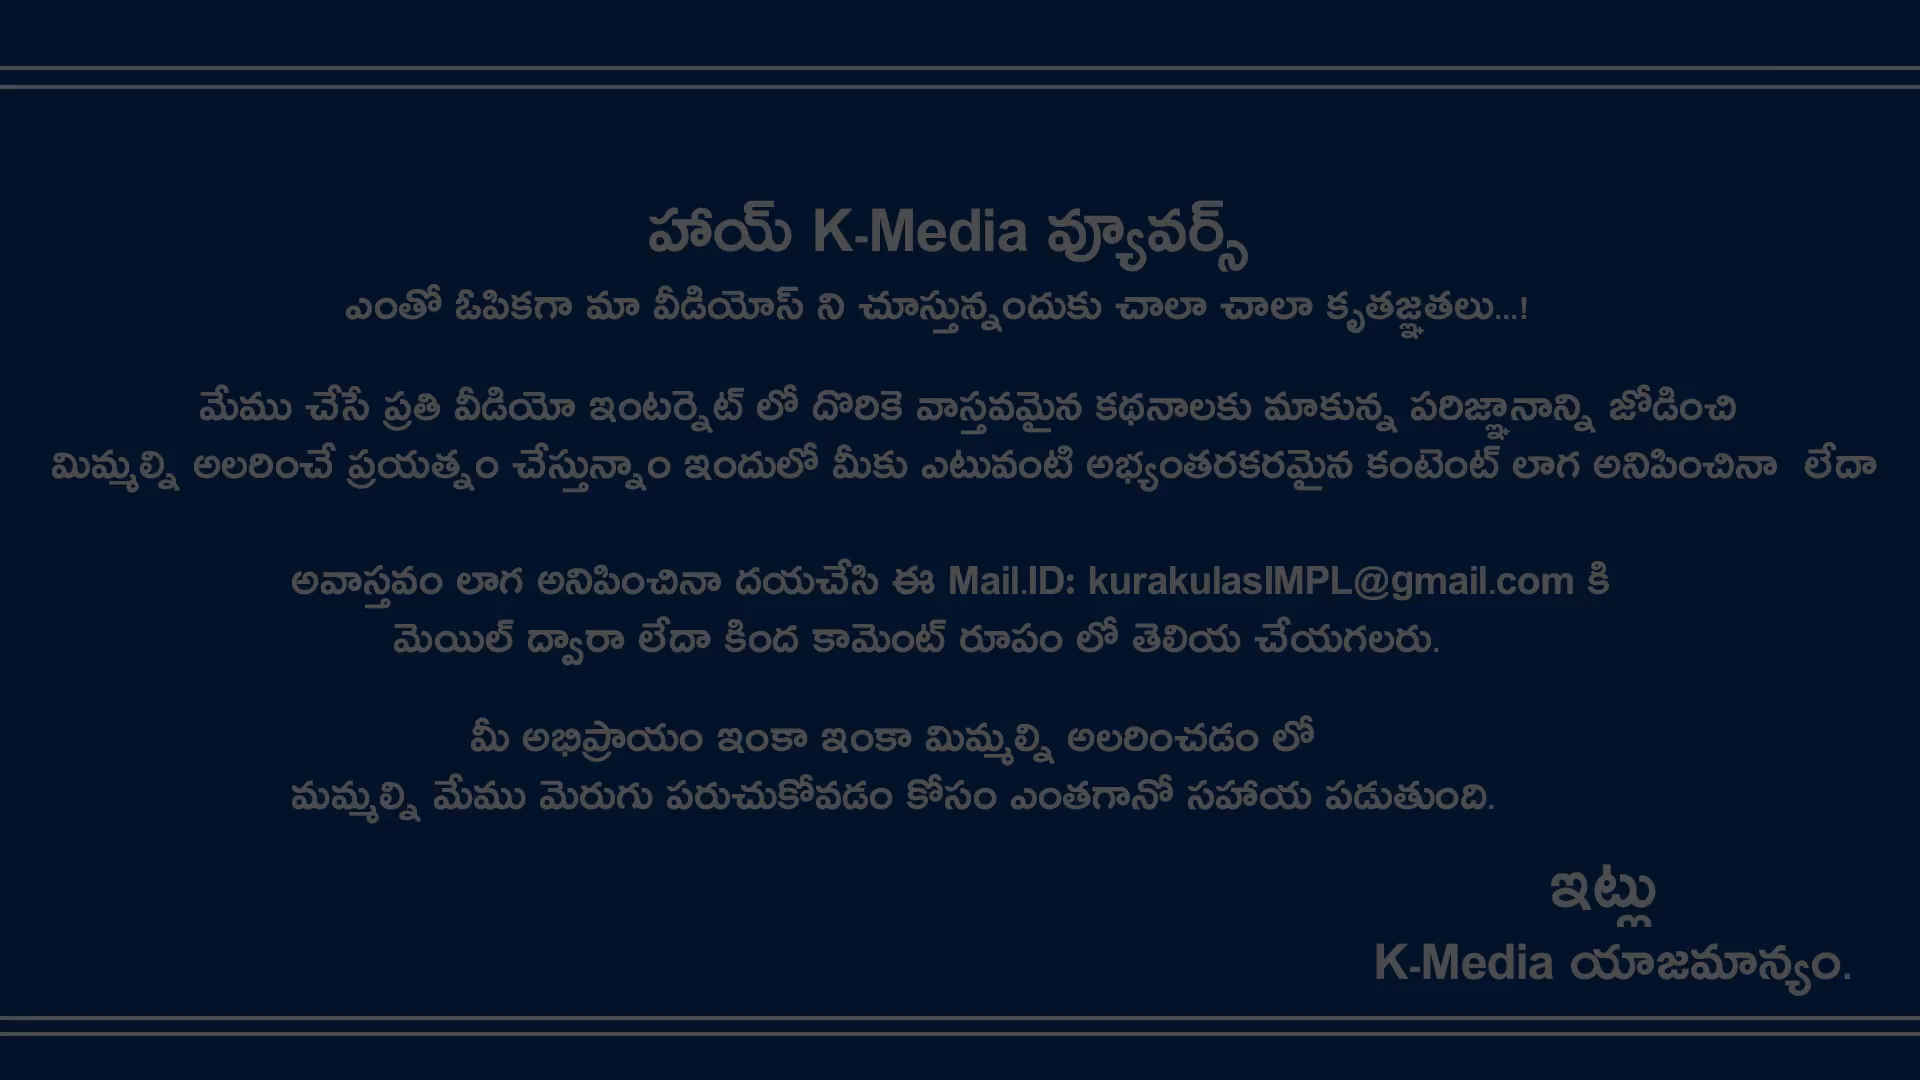 హాయ్ K-Media వ్యూవర్స్
ఎంతో ఓపికగా మా వీడియోస్ ని చూస్తున్నందుకు చాలా చాలా కృతజ్ఞతలు...!
మేము చేసే ప్రతి వీడియో ఇంటర్నెట్ లో దొరికె వాస్తవమైన కథనాలకు మాకున్న పరిజ్ఞానాన్ని జోడించి
మిమ్మల్ని అలరించే ప్రయత్నం చేస్తున్నాం ఇందులో మీకు ఎటువంటి అభ్యంతరకరమైన కంటెంట్ లాగ అనిపించినా లేదా
అవాస్తవం లాగ అనిపించినా దయచేసి ఈ Mail.ID: kurakulasIMPL@gmail.com కి
మెయిల్ ద్వారా లేదా కింద కామెంట్ రూపం లో తెలియ చేయగలరు.
మీ అభిప్రాయం ఇంకా ఇంకా మిమ్మల్ని అలరించడం లో
మమ్మల్ని మేము మెరుగు పరుచుకోవడం కోసం ఎంతగానో సహాయ పడుతుంది.
ఇట్లు
K-Media యాజమాన్యం.